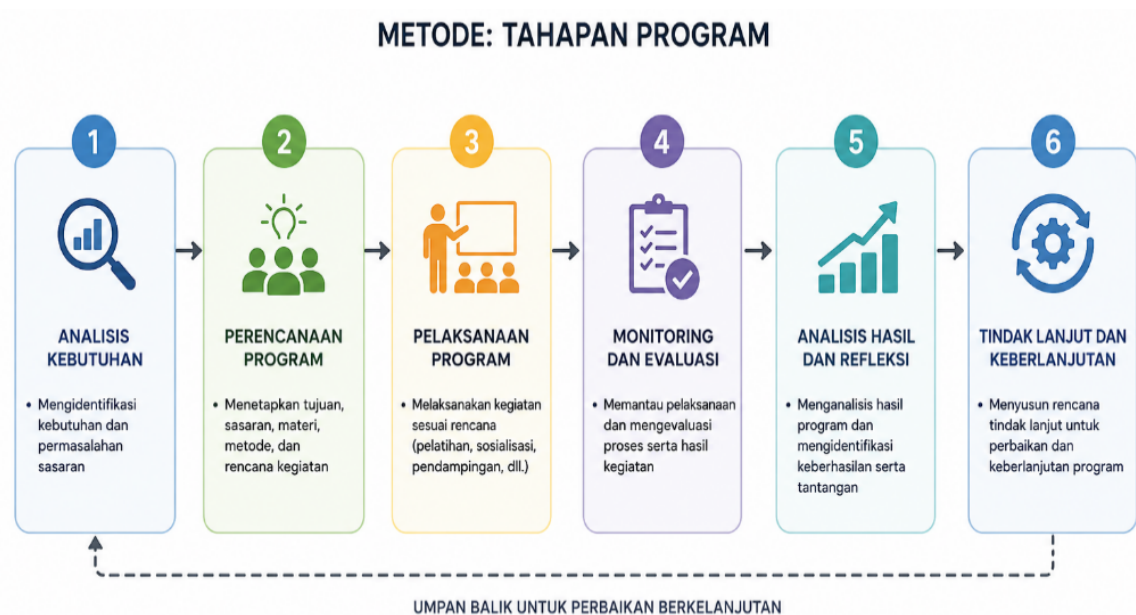 METODE: TAHAPAN PROGRAM
1
ANALISIS
KEBUTUHAN
• Mengidentifikasi
kebutuhan dan
permasalahan
sasaran
2
PERENCANAAN
PROGRAM
• Menetapkan tujuan,
sasaran, materi,
metode, dan
rencana kegiatan
3
PELAKSANAAN
PROGRAM
• Melaksanakan kegiatan
sesuai rencana
(pelatihan, sosialisasi,
pendampingan, dll.)
4
MONITORING
DAN EVALUASI
• Memantau pelaksanaan
dan mengevaluasi
proses serta hasil
kegiatan
5
ANALISIS HASIL
DAN REFLEKSI
• Menganalisis hasil
program dan
mengidentifikasi
keberhasilan serta
tantangan
6
TINDAK LANJUT DAN
KEBERLANJUTAN
• Menyusun rencana
tindak lanjut untuk
perbaikan dan
keberlanjutan program
UMPAN BALIK UNTUK PERBAIKAN BERKELANJUTAN